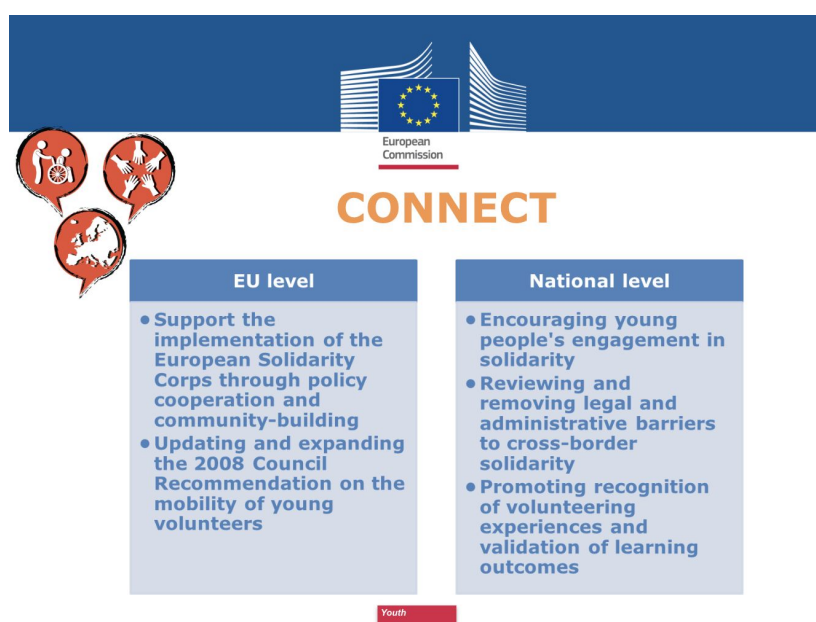 European
Commission
CONNECT
EU level
● Support the
implementation of the
European Solidarity
Corps through policy
cooperation and
community-building
● Updating and expanding
the 2008 Council
Recommendation on the
mobility of young
volunteers
National level
● Encouraging young
people's engagement in
solidarity
● Reviewing and
removing legal and
administrative barriers
to cross-border
solidarity
● Promoting recognition
of volunteering
experiences and
validation of learning
outcomes
Youth